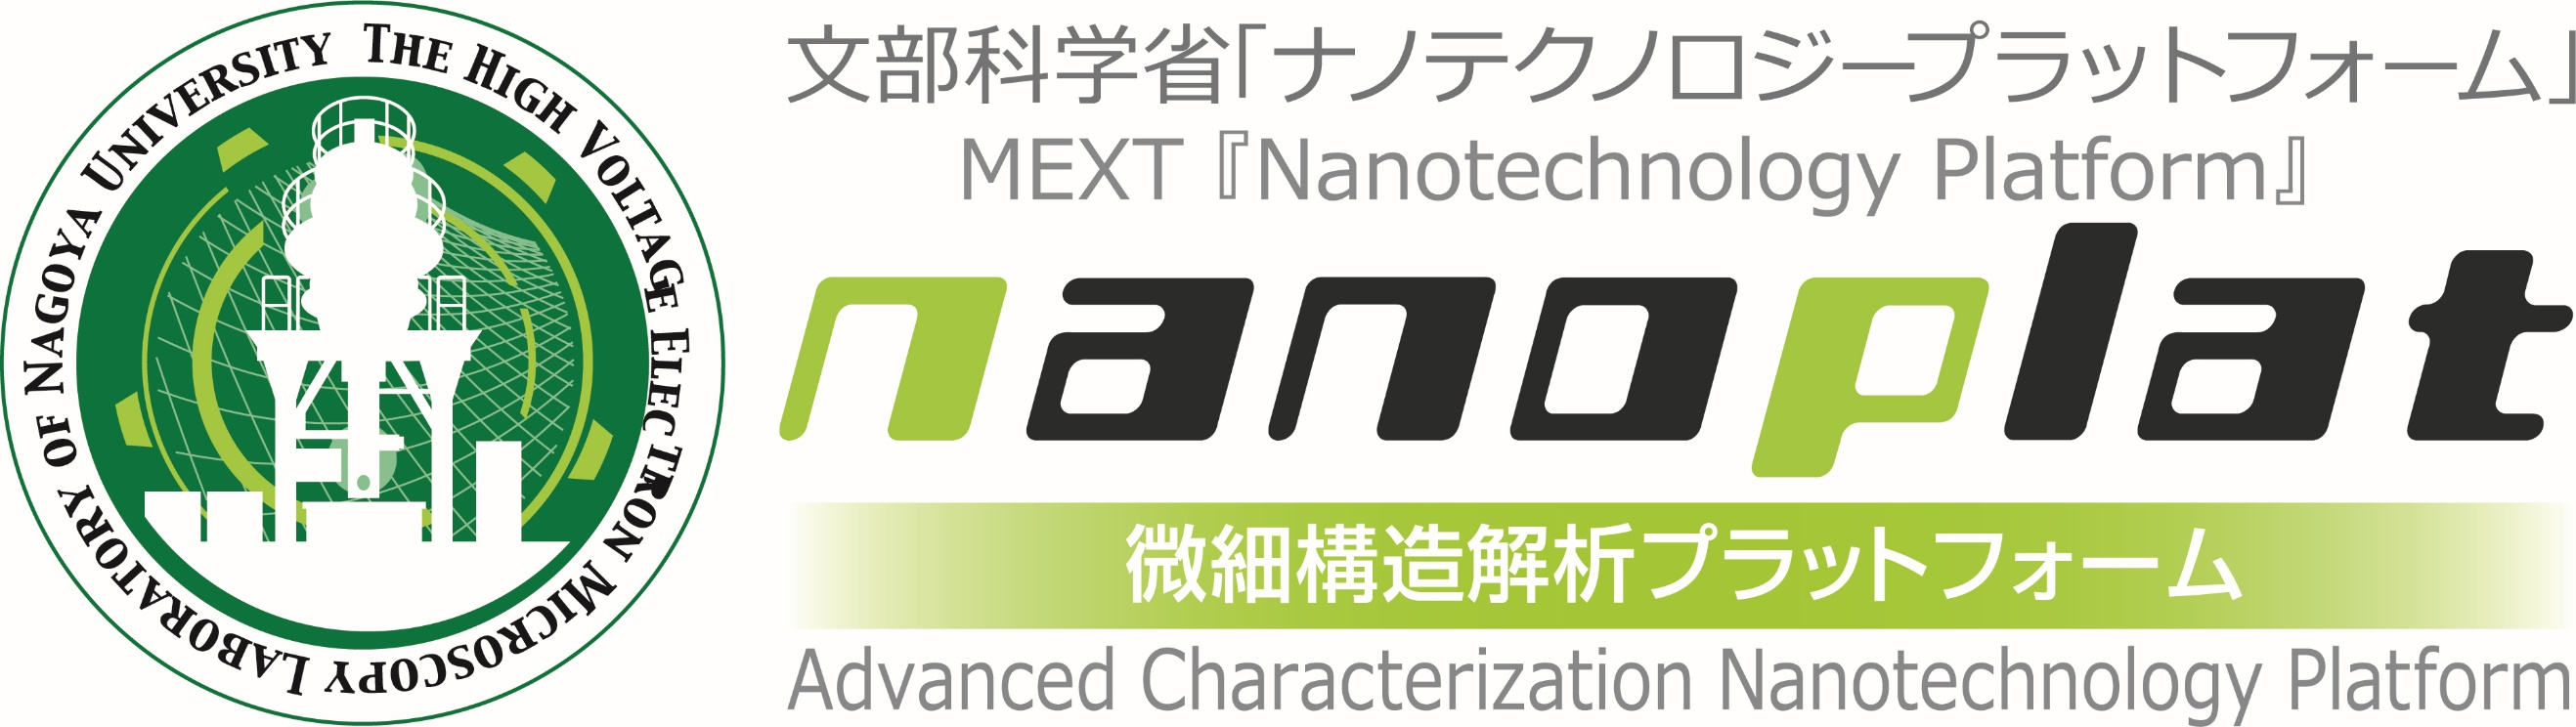 THE HIGH VOLTAGE ELECTRON MICROSCOPY LABORATORY OF NAGOYA UNIVERSITY
文部科学省「ナノテクノロジープラットフォーム」
MEXT『Nanotechnology Platform』
nanoplat
微細構造解析プラットフォーム
Advanced Characterization Nanotechnology Platform